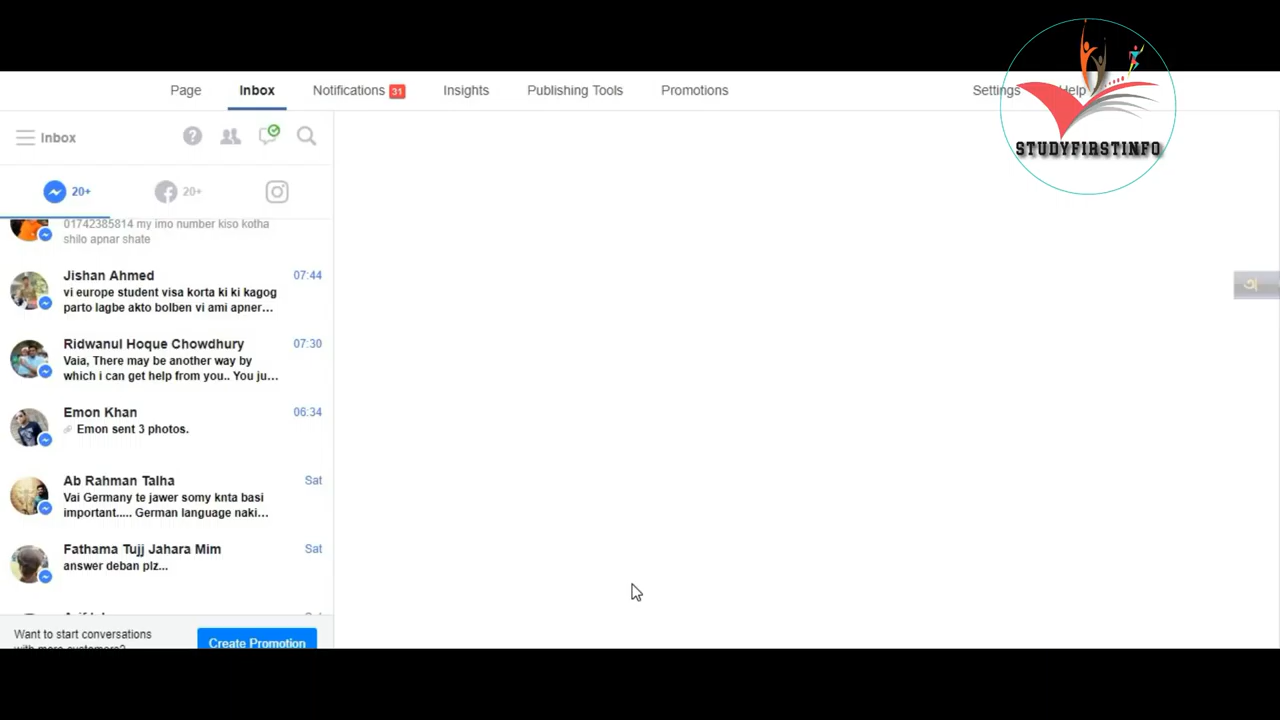 Page Inbox Notifications 31 Insights Publishing Tools Promotions Settings Help
STUDYFIRSTINFO
Inbox
20+ 20+
01742385814 my imo number kiso kotha
shilo apnar shate
Jishan Ahmed 07:44
vi europe student visa korta ki ki kagog
parto lagbe akto bolben vi ami apner...
Ridwanul Hoque Chowdhury 07:30
Vaia, There may be another way by
which i can get help from you.. You ju...
Emon Khan 06:34
Emon sent 3 photos.
Ab Rahman Talha Sat
Vai Germany te jawer somy knta basi
important..... German language naki...
Fathama Tujj Jahara Mim Sat
answer deban plz...
Want to start conversations
with more customers?
Create Promotion
অ